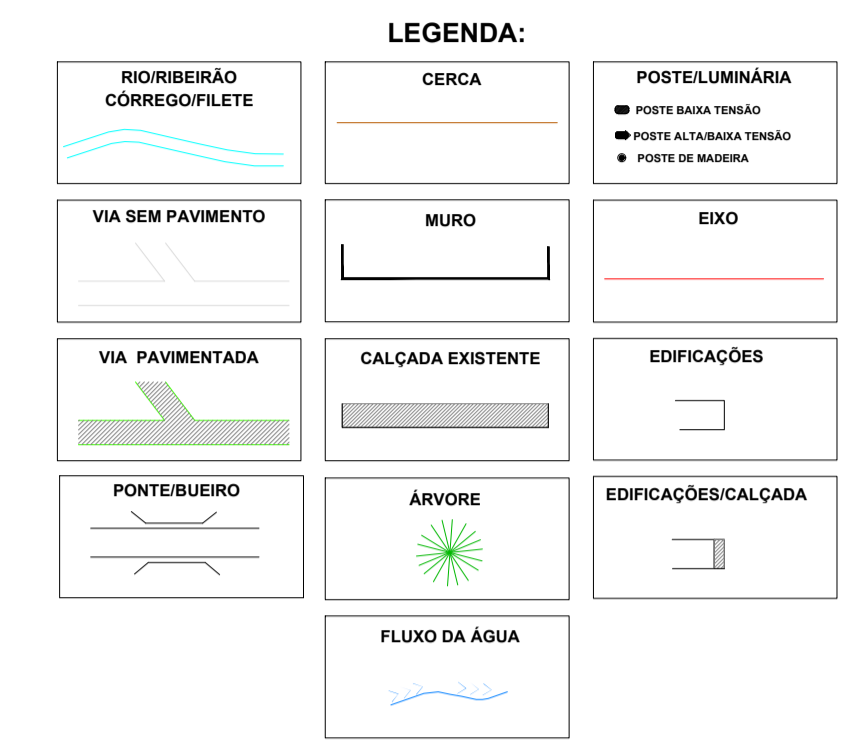 LEGENDA:
RIO/RIBEIRÃO
CÓRREGO/FILETE
CERCA
POSTE/LUMINÁRIA
POSTE BAIXA TENSÃO
POSTE ALTA/BAIXA TENSÃO
POSTE DE MADEIRA
VIA SEM PAVIMENTO
MURO
EIXO
VIA PAVIMENTADA
CALÇADA EXISTENTE
EDIFICAÇÕES
PONTE/BUEIRO
ÁRVORE
EDIFICAÇÕES/CALÇADA
FLUXO DA ÁGUA